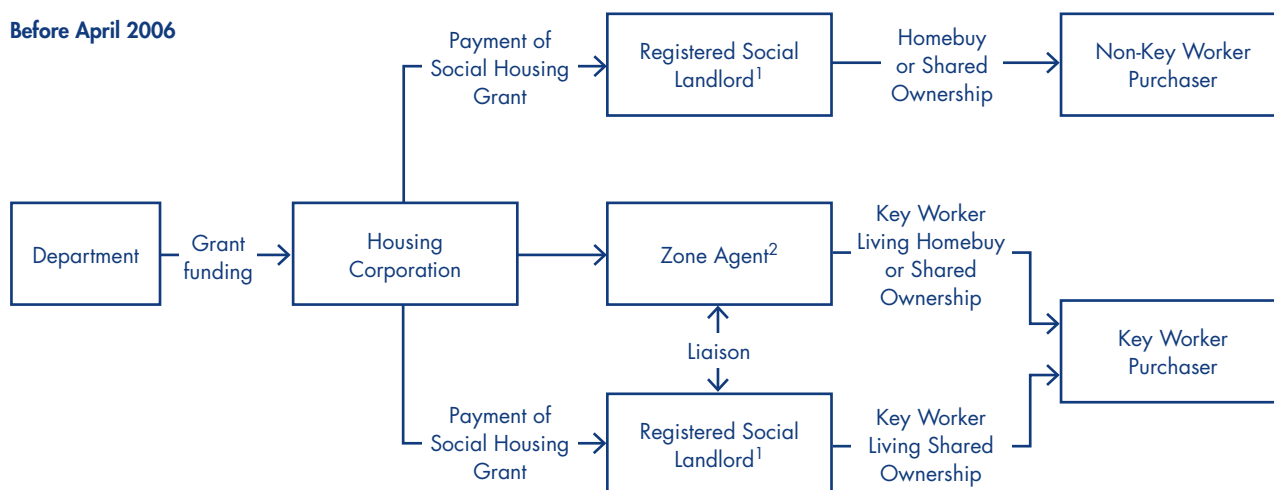 Before April 2006
Payment of
Social Housing
Grant
Registered Social
Landlord1
Homebuy
or Shared
Ownership
Non-Key Worker
Purchaser
Department
Grant
funding
Housing
Corporation
Zone Agent2
Key Worker
Living Homebuy
or Shared
Ownership
Liaison
Key Worker
Purchaser
Payment of
Social Housing
Grant
Registered Social
Landlord1
Key Worker
Living Shared
Ownership